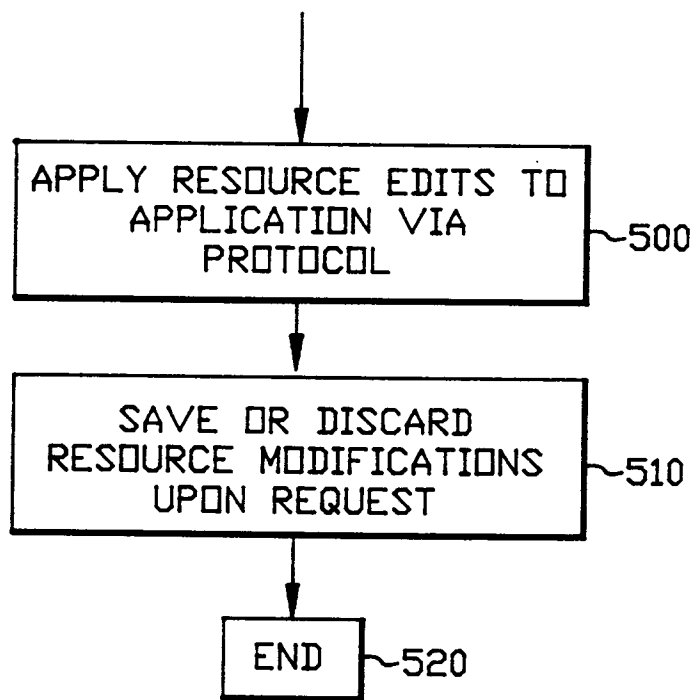 APPLY RESOURCE EDITS TO
APPLICATION VIA
PROTOCOL
500
SAVE OR DISCARD
RESOURCE MODIFICATIONS
UPON REQUEST
510
END
520